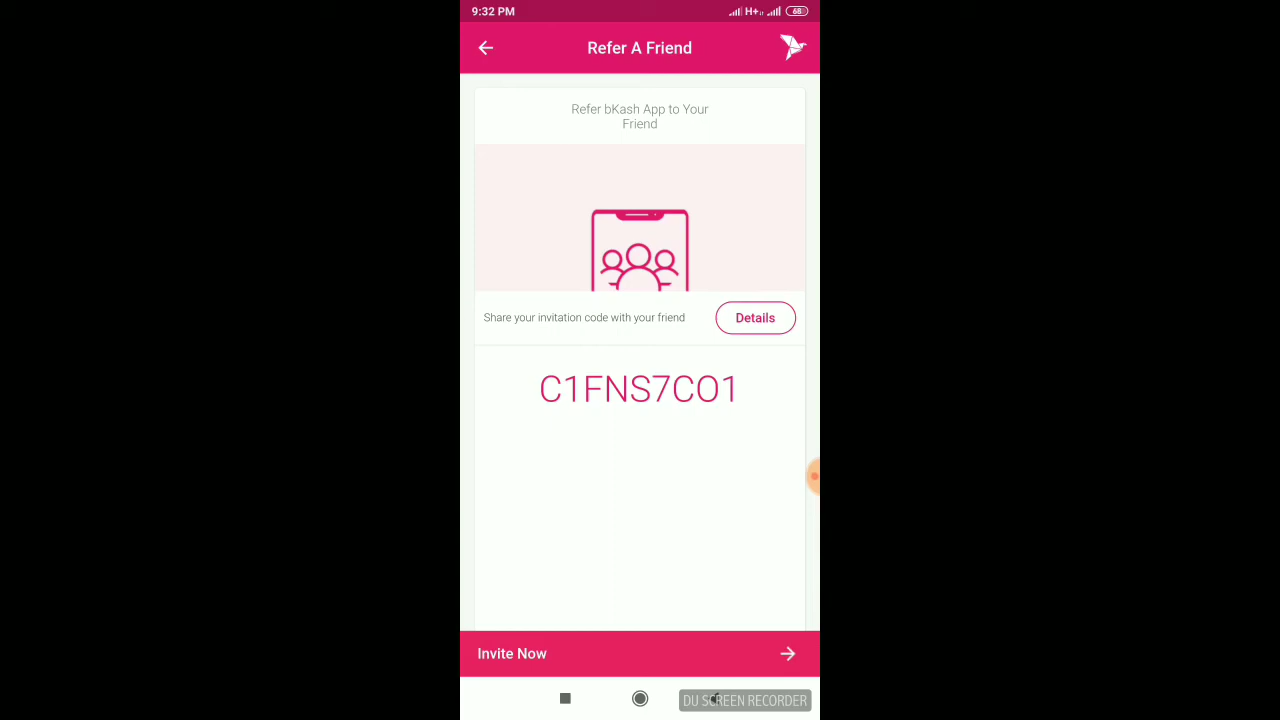 9:32 PM
H+
68
Refer A Friend
Refer bKash App to Your
Friend
Share your invitation code with your friend
Details
C1FNS7CO1
Invite Now
DU SCREEN RECORDER